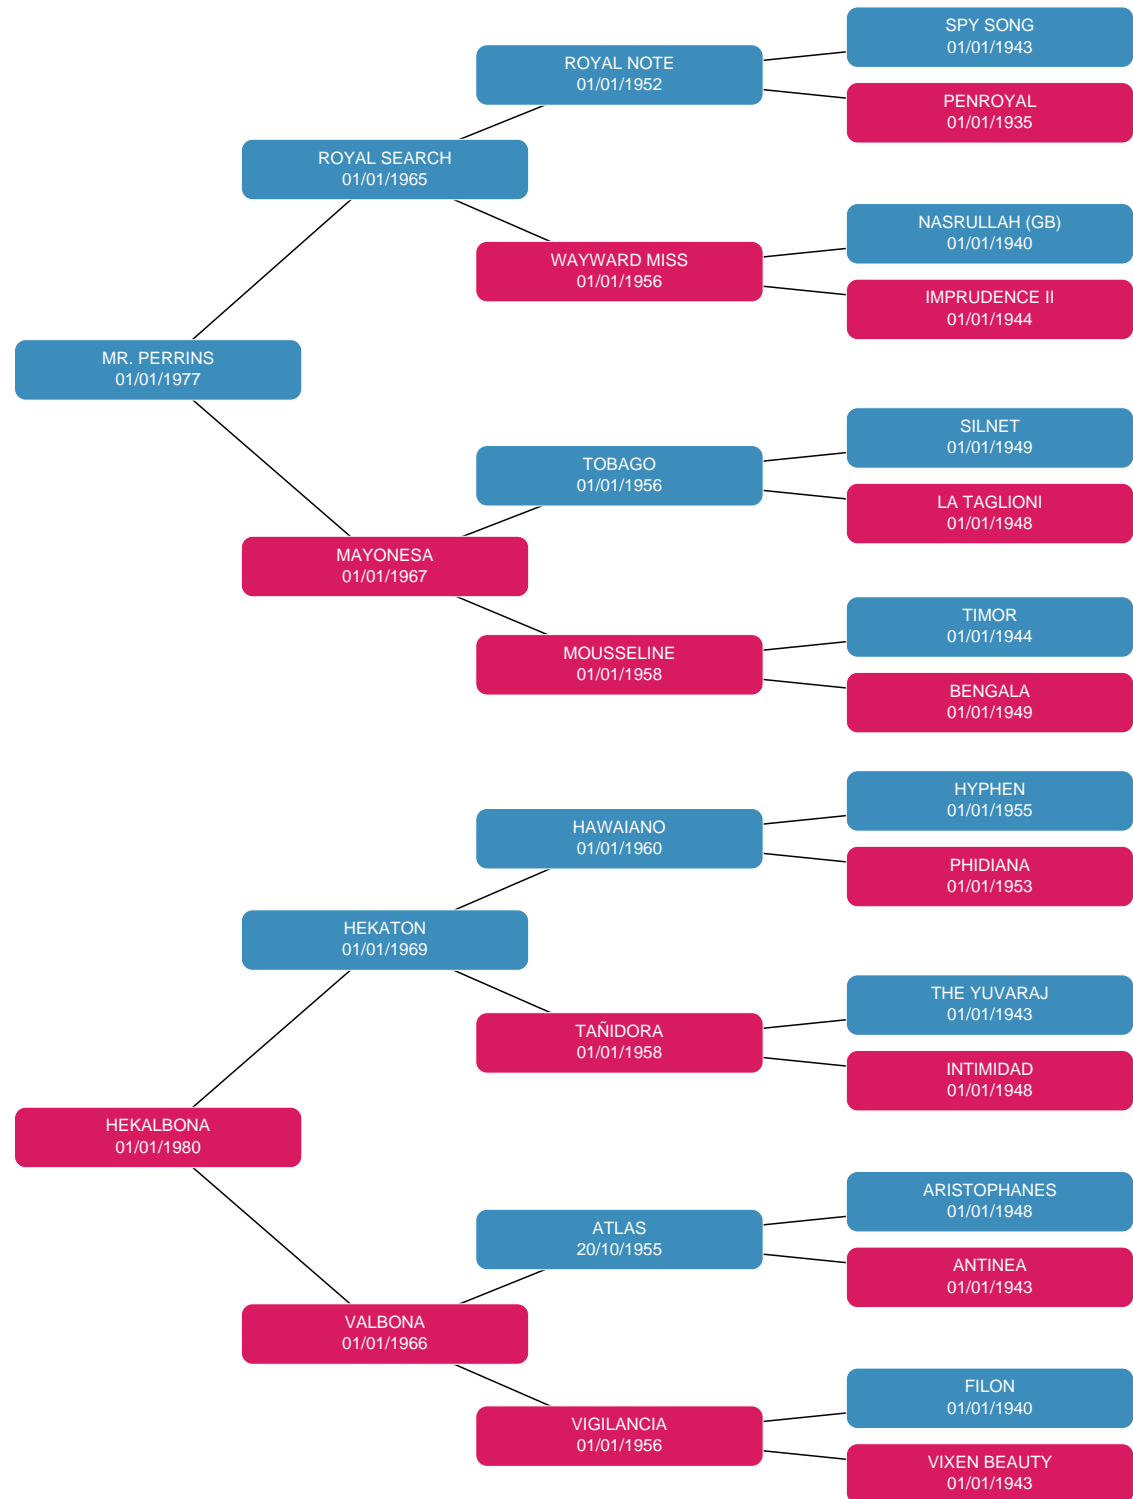 SPY SONG
01/01/1943
ROYAL NOTE
01/01/1952
PENROYAL
01/01/1935
ROYAL SEARCH
01/01/1965
NASRULLAH (GB)
01/01/1940
WAYWARD MISS
01/01/1956
IMPRUDENCE II
01/01/1944
MR. PERRINS
01/01/1977
SILNET
01/01/1949
TOBAGO
01/01/1956
LA TAGLIONI
01/01/1948
MAYONESA
01/01/1967
TIMOR
01/01/1944
MOUSSELINE
01/01/1958
BENGALA
01/01/1949
HYPHEN
01/01/1955
HAWAIANO
01/01/1960
PHIDIANA
01/01/1953
HEKATON
01/01/1969
THE YUVARAJ
01/01/1943
TAÑIDORA
01/01/1958
INTIMIDAD
01/01/1948
HEKALBONA
01/01/1980
ARISTOPHANES
01/01/1948
ATLAS
20/10/1955
ANTINEA
01/01/1943
VALBONA
01/01/1966
FILON
01/01/1940
VIGILANCIA
01/01/1956
VIXEN BEAUTY
01/01/1943